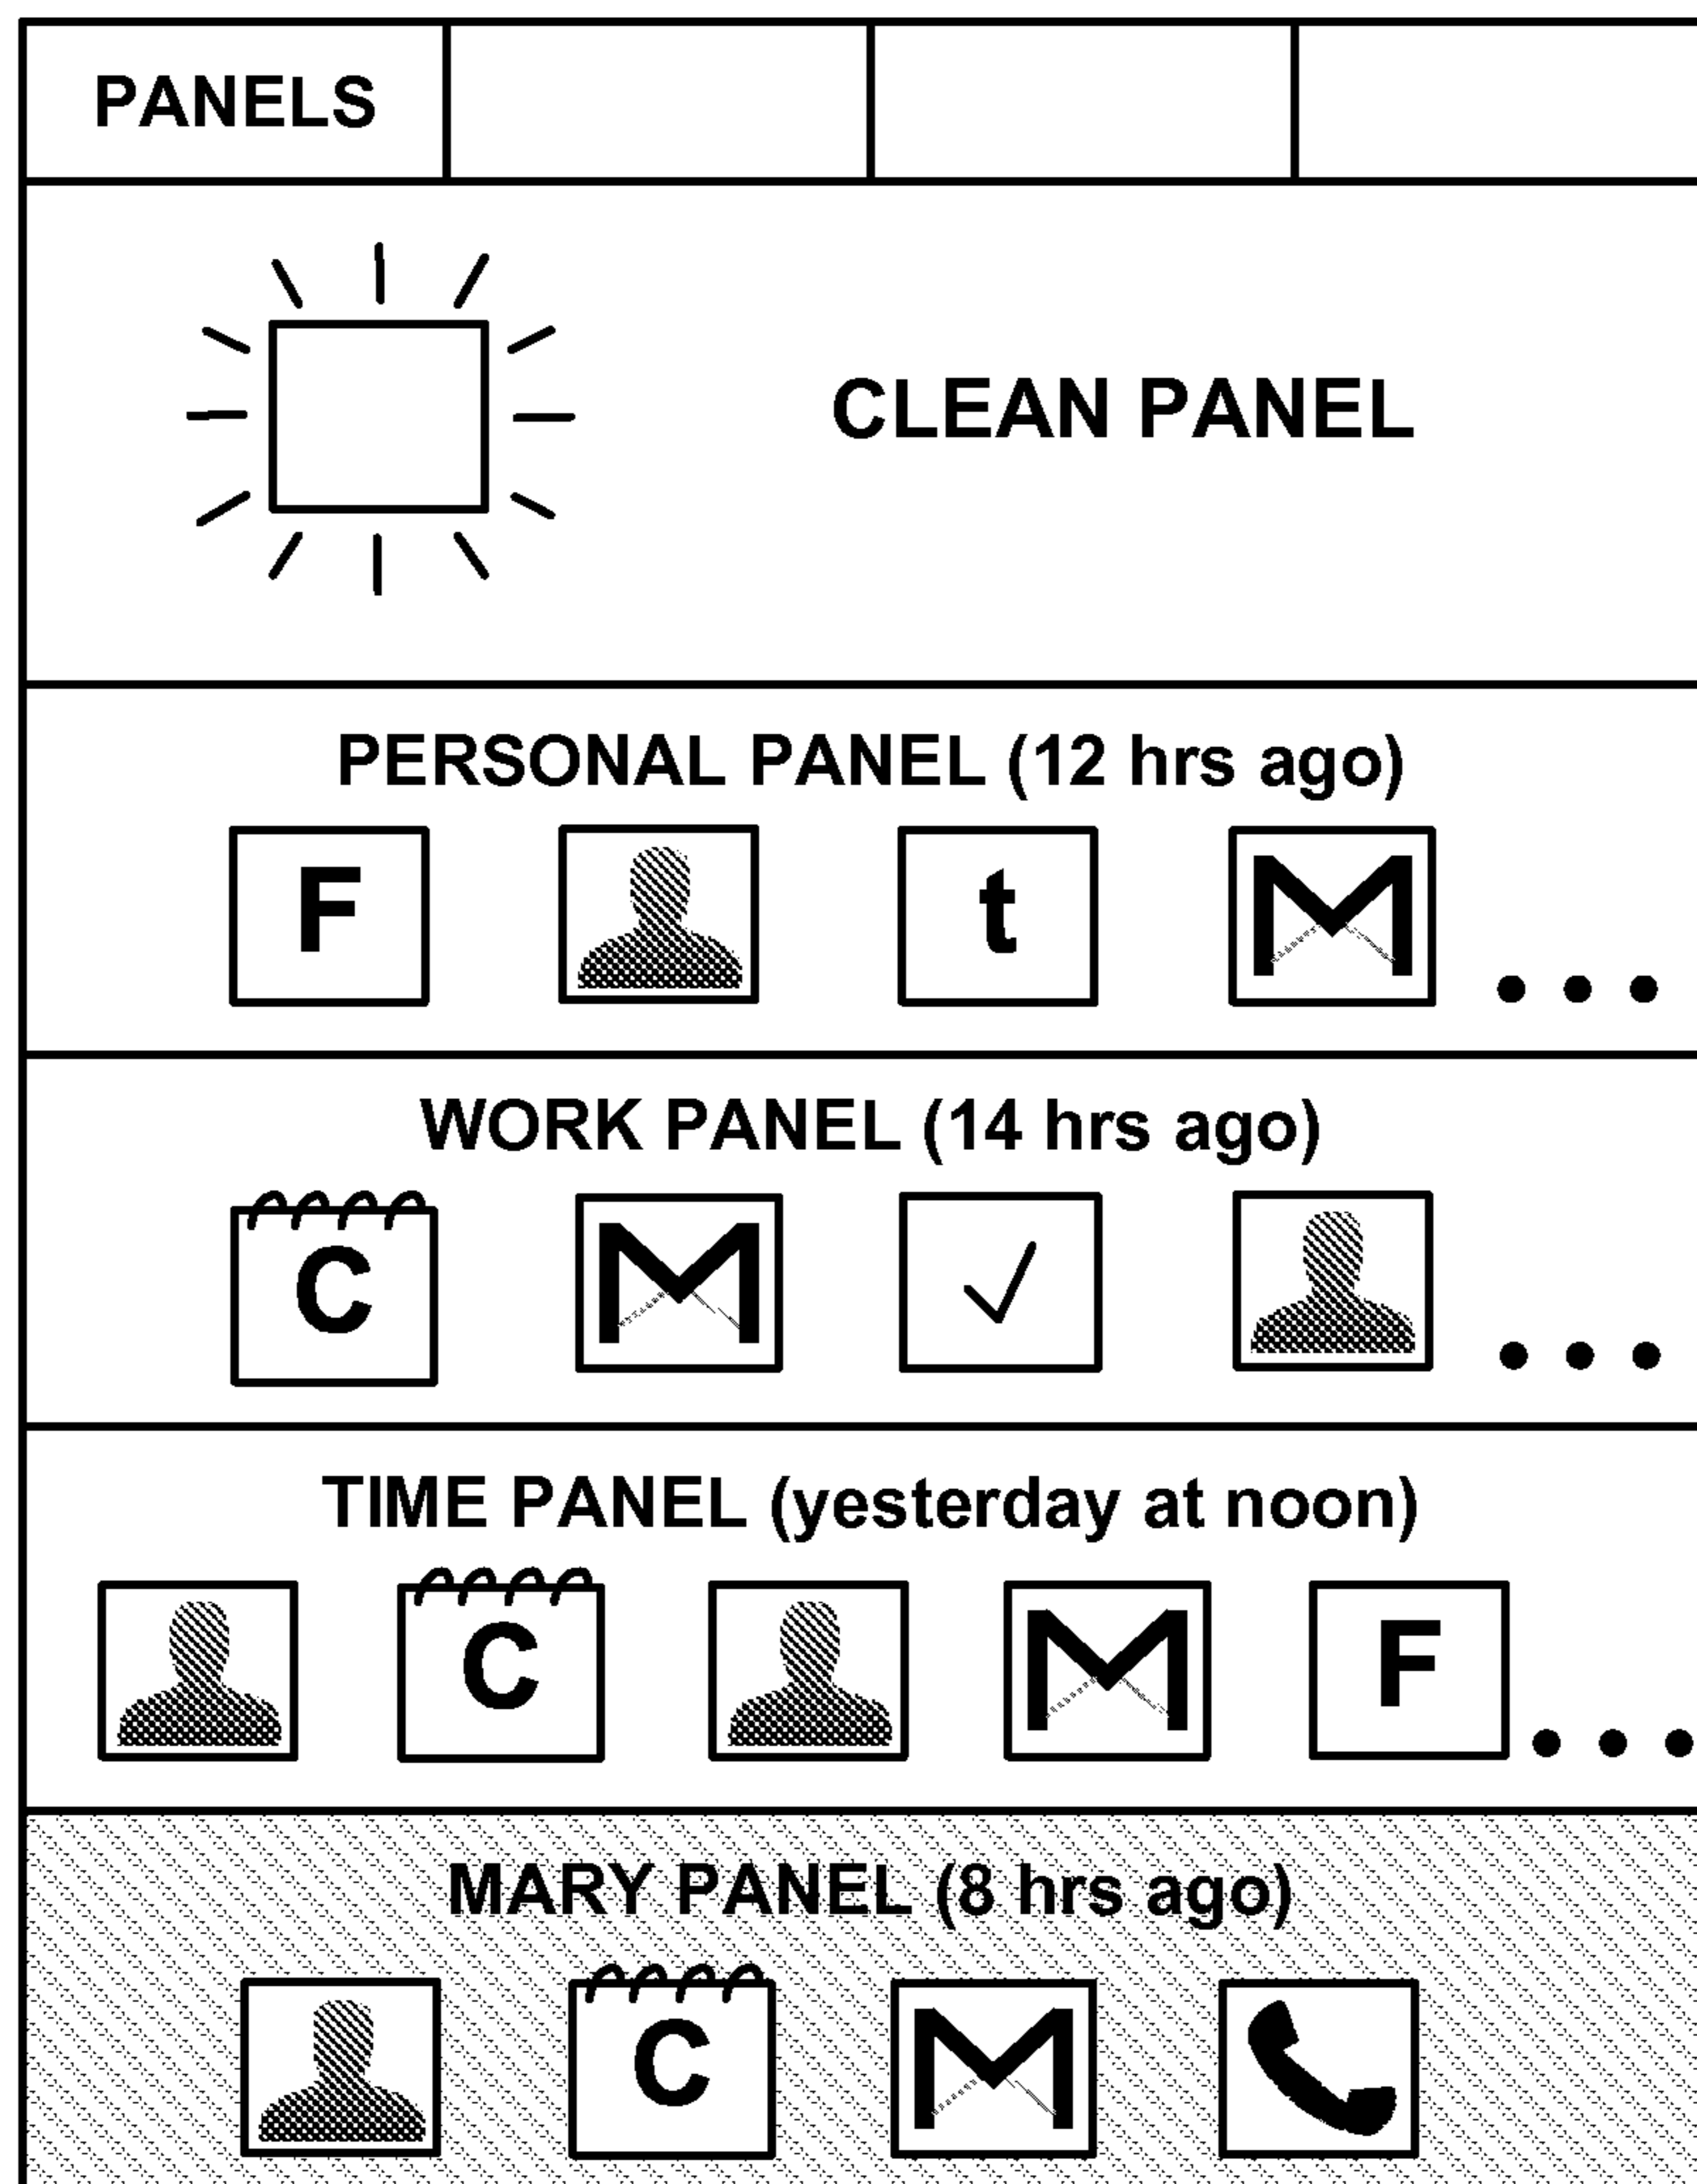 PANELS
CLEAN PANEL
PERSONAL PANEL (12 hrs ago)
F t M
WORK PANEL (14 hrs ago)
C M
TIME PANEL (yesterday at noon)
C M F
MARY PANEL (8 hrs ago)
C M